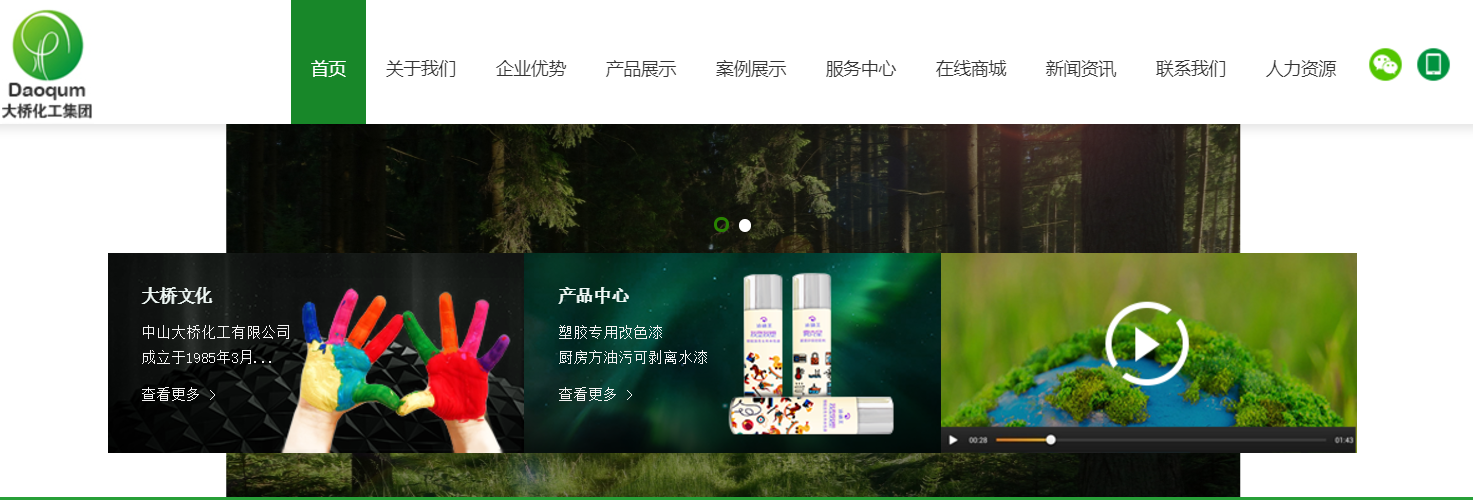 Daoqum
大桥化工集团
首页
关于我们
企业优势
产品展示
案例展示
服务中心
在线商城
新闻资讯
联系我们
人力资源
大桥文化
中山大桥化工有限公司
成立于1985年3月...
查看更多 >
产品中心
塑胶专用改色漆
厨房方油污可剥离水漆
查看更多 >
00:28
01:43